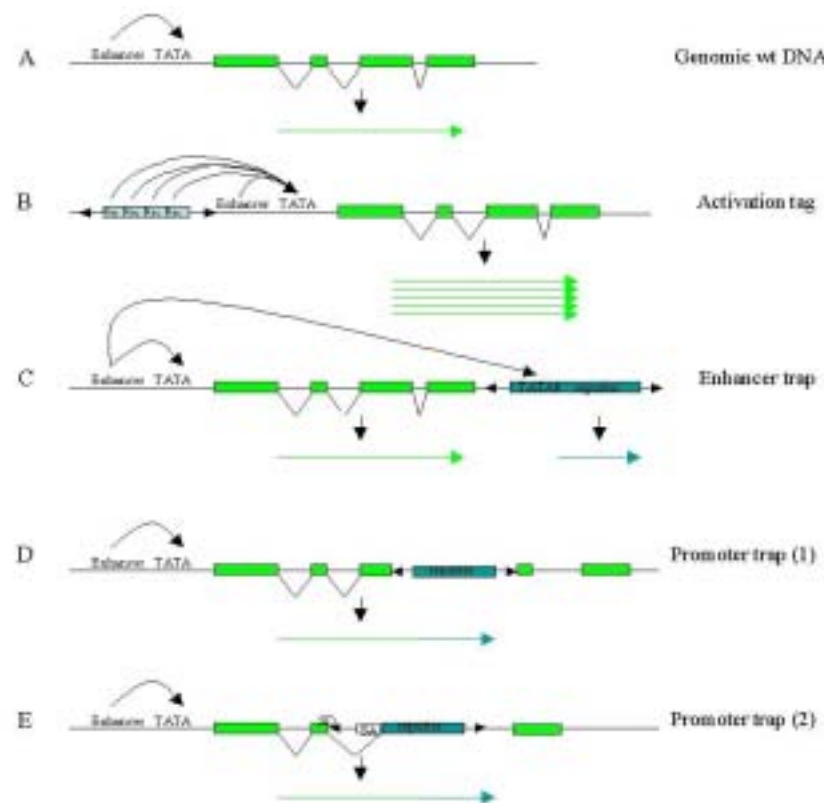 A Enhancer TATA Genomic wt DNA
B Enhancer TATA Activation tag
C Enhancer TATA Enhancer trap
D Enhancer TATA Promoter trap (1)
E Enhancer TATA Promoter trap (2)